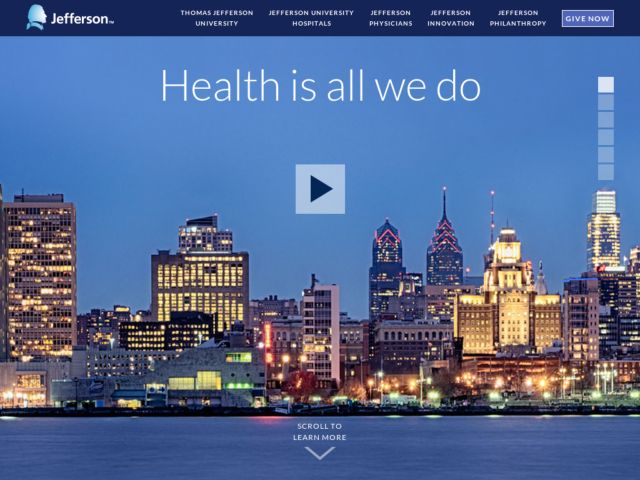 Jefferson™
THOMAS JEFFERSON
UNIVERSITY
JEFFERSON UNIVERSITY
HOSPITALS
JEFFERSON
PHYSICIANS
JEFFERSON
INNOVATION
JEFFERSON
PHILANTHROPY
GIVE NOW
Health is all we do
SCROLL TO
LEARN MORE